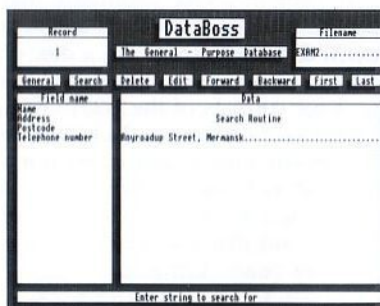 Record
1
DataBoss
The General - Purpose Database
Filename
EXAM2.............
General Search Delete Edit Forward Backward First Last
Field name
Name
Address
Postcode
Telephone number
Data
Search Routine
Anyroadup Street, Mermansk......................
Enter string to search for